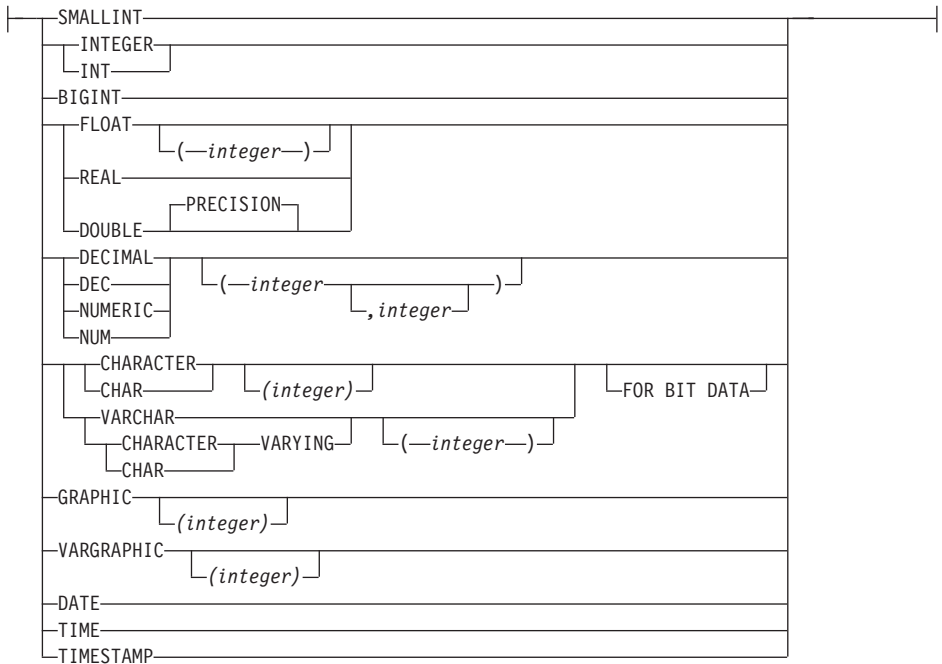 SMALLINT
INTEGER
INT
BIGINT
FLOAT
(integer)
REAL
PRECISION
DOUBLE
DECIMAL
DEC (integer)
NUMERIC ,integer
NUM
CHARACTER
CHAR (integer) FOR BIT DATA
VARCHAR
CHARACTER VARYING (integer)
CHAR
GRAPHIC
(integer)
VARGRAPHIC
(integer)
DATE
TIME
TIMESTAMP